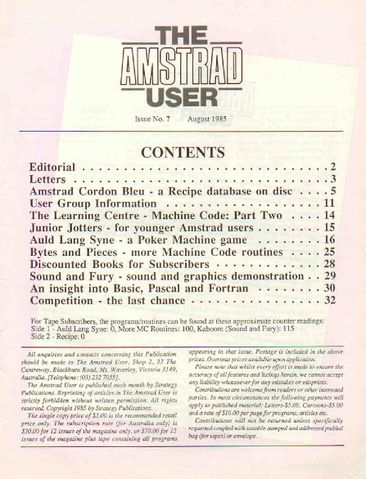 THE
AMSTRAD
USER
Issue No. 7 August 1985
CONTENTS
Editorial . . . . . . . . . . . . . . . . . . . . . . . . . . . 2
Letters . . . . . . . . . . . . . . . . . . . . . . . . . . . . 3
Amstrad Cordon Bleu - a Recipe database on disc . . . . 5
User Group Information . . . . . . . . . . . . . . . . . 11
The Learning Centre - Machine Code: Part Two . . . . 14
Junior Jotters - for younger Amstrad users . . . . . . . 15
Auld Lang Syne - a Poker Machine game . . . . . . . . 16
Bytes and Pieces - more Machine Code routines . . . . 25
Discounted Books for Subscribers . . . . . . . . . . . . 28
Sound and Fury - sound and graphics demonstration . 29
An insight into Basic, Pascal and Fortran . . . . . . . . 30
Competition - the last chance . . . . . . . . . . . . . . 32
For Tape Subscribers, the programs/routines can be found at these approximate counter readings:
Side 1 - Auld Lang Syne: 0, More MC Routines: 100, Kaboom (Sound and Fury): 115
Side 2 - Recipe: 0
All enquiries and contacts concerning this Publication
should be made to The Amstrad User, Shop 2, 33 The
Centreway, Blackburn Road, Mt. Waverley, Victoria 3149,
Australia. [Telephone: (03) 232 7055].
The Amstrad User is published each month by Strategy
Publications. Reprinting of articles in The Amstrad User is
strictly forbidden without written permission. All rights
reserved. Copyright 1985 by Strategy Publications.
The single copy price of $3.00 is the recommended retail
price only. The subscription rate (for Australia only) is
$30.00 for 12 issues of the magazine only, or $70.00 for 12
issues of the magazine plus tape containing all programs
appearing in that issue. Postage is included in the above
prices. Overseas prices available upon application.
Please note that whilst every effort is made to ensure the
accuracy of all features and listings herein, we cannot accept
any liability whatsoever for any mistakes or misprints.
Contributions are welcome from readers or other interested
parties. In most circumstances the following payments will
apply to published material: Letters-$5.00, Cartoons-$5.00
and a rate of $10.00 per page for programs, articles etc.
Contributions will not be returned unless specifically
requested coupled with suitable stamped and addressed padded
bag (for tapes) or envelope.